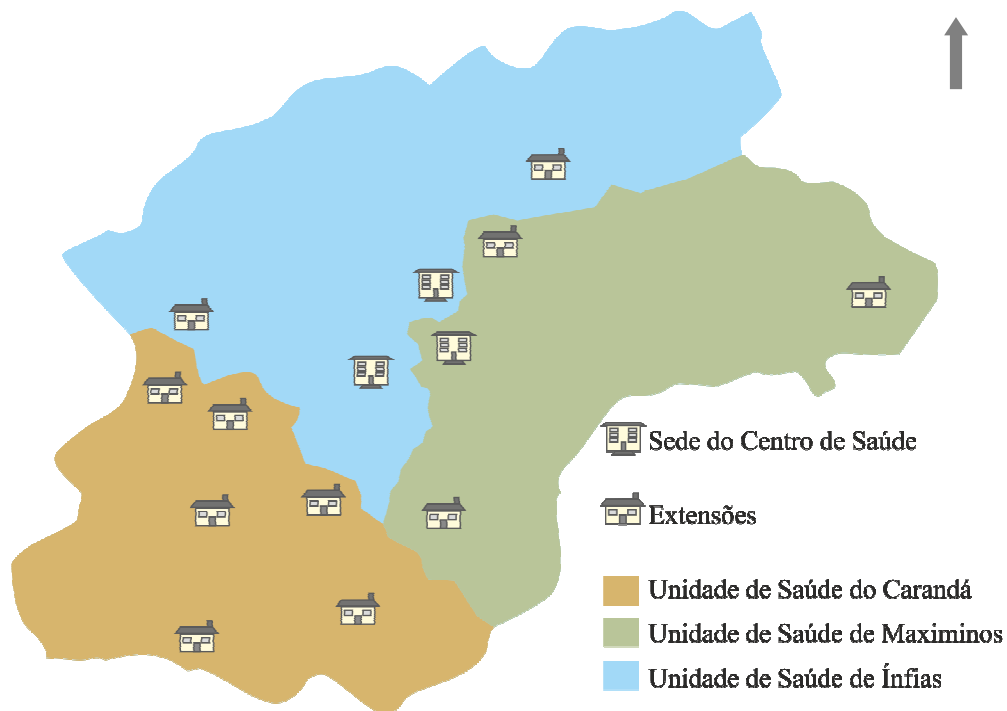 Sede do Centro de Saúde
Extensões
Unidade de Saúde do Carandá
Unidade de Saúde de Maximinos
Unidade de Saúde de Ínfias